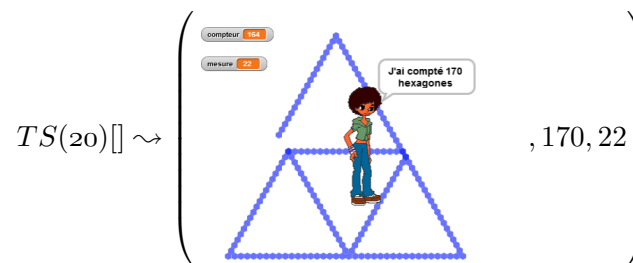 compteur 164
mesure 22
J'ai compté 170
hexagones
TS(20)[] ⇝ ( , 170, 22 )